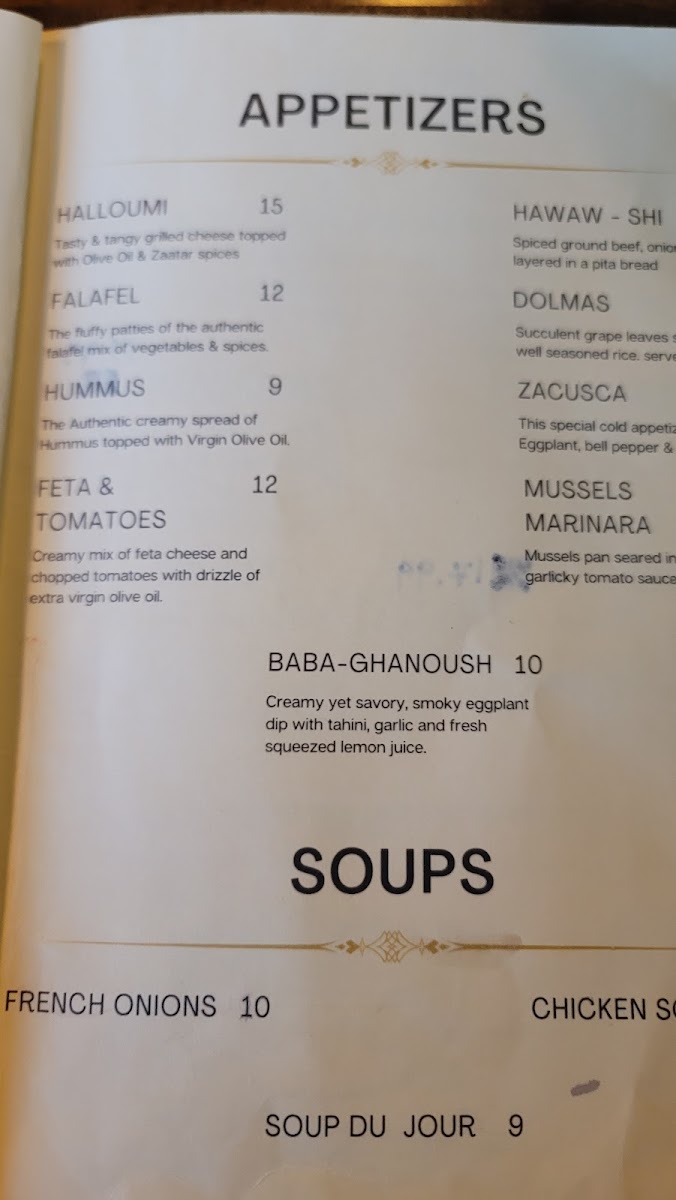 APPETIZERS
HALLOUMI 15
Tasty & tangy grilled cheese topped
with Olive Oil & Zaatar spices
FALAFEL 12
The fluffy patties of the authentic
falafel mix of vegetables & spices.
HUMMUS 9
The Authentic creamy spread of
Hummus topped with Virgin Olive Oil.
FETA & 12
TOMATOES
Creamy mix of feta cheese and
chopped tomatoes with drizzle of
extra virgin olive oil.
HAWAW - SHI
Spiced ground beef,
layered in a pita bread
DOLMAS
Succulent grape leaves
well seasoned rice.
ZACUSCA
This special cold
Eggplant, bell pepper &
MUSSELS
MARINARA
Mussels pan seared in
garlicky tomato sauce
BABA-GHANOUSH 10
Creamy yet savory, smoky eggplant
dip with tahini, garlic and fresh
squeezed lemon juice.
SOUPS
FRENCH ONIONS 10
CHICKEN
SOUP DU JOUR 9